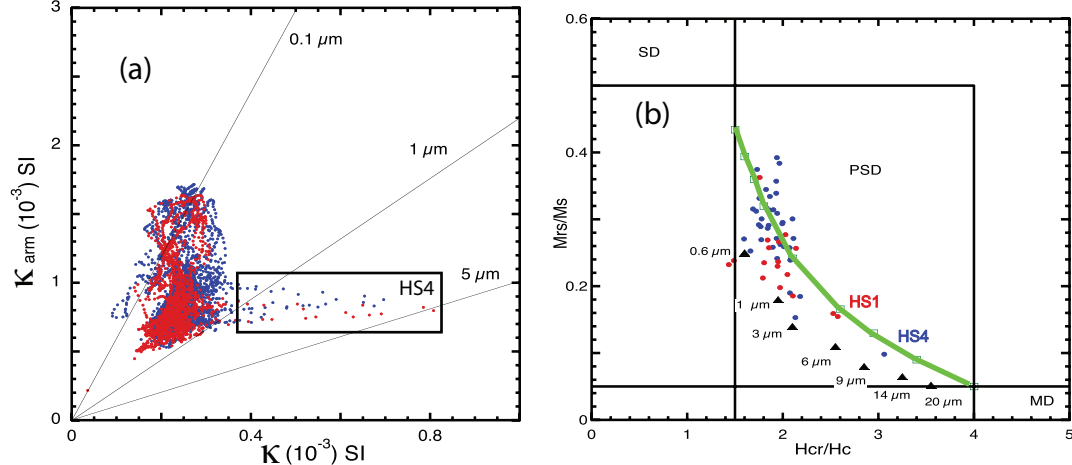 (a)
3
2
1
0
κ arm (10⁻³) SI
0
0.4
0.8
κ (10⁻³) SI
0.1 µm
1 µm
5 µm
HS4
(b)
0.6
0.4
0.2
0
Mrs/Ms
0
1
2
3
4
5
Hcr/Hc
SD
PSD
MD
HS1
HS4
0.6 µm
1 µm
3 µm
6 µm
9 µm
14 µm
20 µm